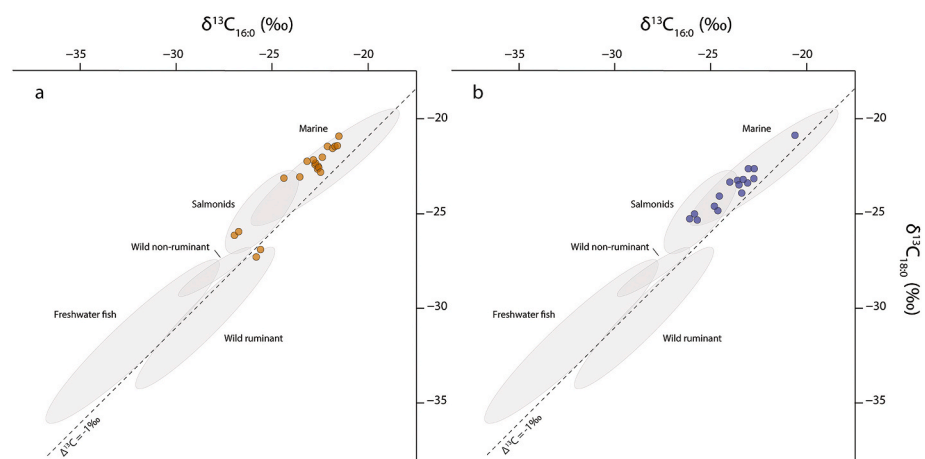 δ¹³C₁₆:₀ (‰)
−35 −30 −25 −20
a
Marine
Salmonids
Wild non-ruminant
Freshwater fish
Wild ruminant
Δ¹³C = -1‰
−20
−25
−30
−35
δ¹³C₁₆:₀ (‰)
−35 −30 −25 −20
b
Marine
Salmonids
Wild non-ruminant
Freshwater fish
Wild ruminant
Δ¹³C = -1‰
−20
−25
−30
−35
δ¹³C₁₈:₀ (‰)